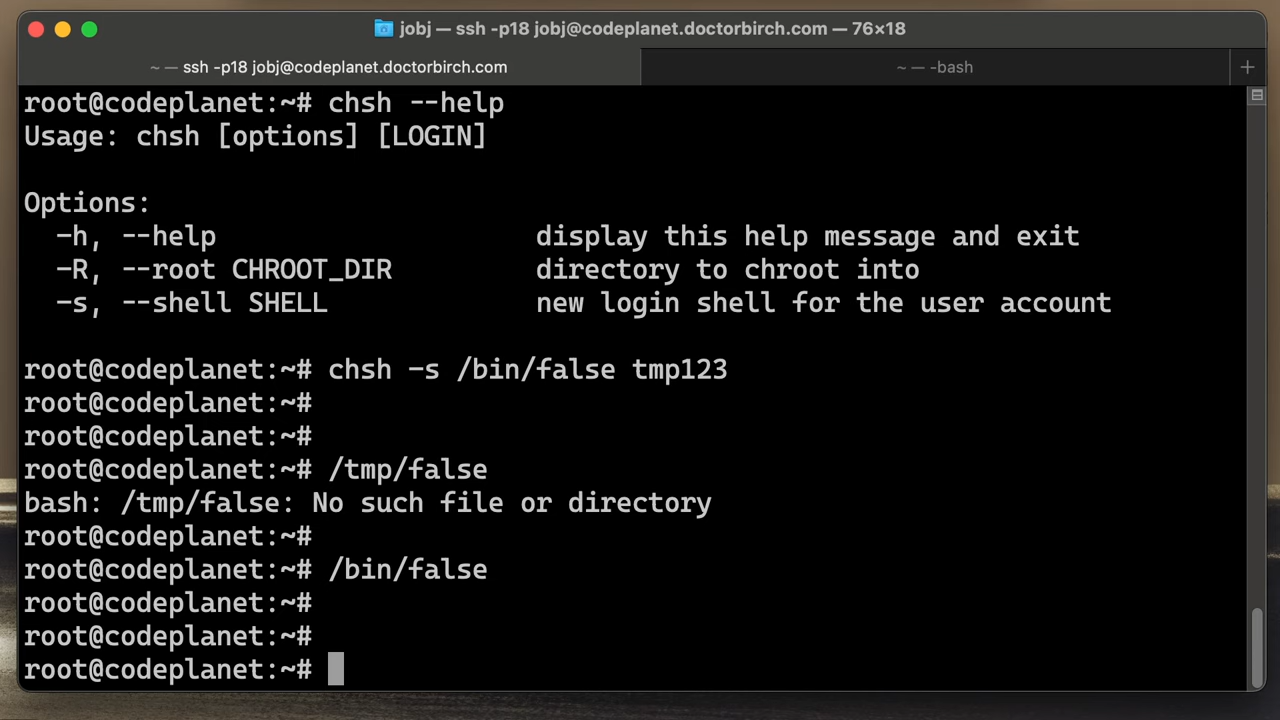 jobj — ssh -p18 jobj@codeplanet.doctorbirch.com — 76×18
~ — ssh -p18 jobj@codeplanet.doctorbirch.com
~ — -bash
root@codeplanet:~# chsh --help
Usage: chsh [options] [LOGIN]
Options:
-h, --help display this help message and exit
-R, --root CHROOT_DIR directory to chroot into
-s, --shell SHELL new login shell for the user account
root@codeplanet:~# chsh -s /bin/false tmp123
root@codeplanet:~#
root@codeplanet:~#
root@codeplanet:~# /tmp/false
bash: /tmp/false: No such file or directory
root@codeplanet:~#
root@codeplanet:~# /bin/false
root@codeplanet:~#
root@codeplanet:~#
root@codeplanet:~#